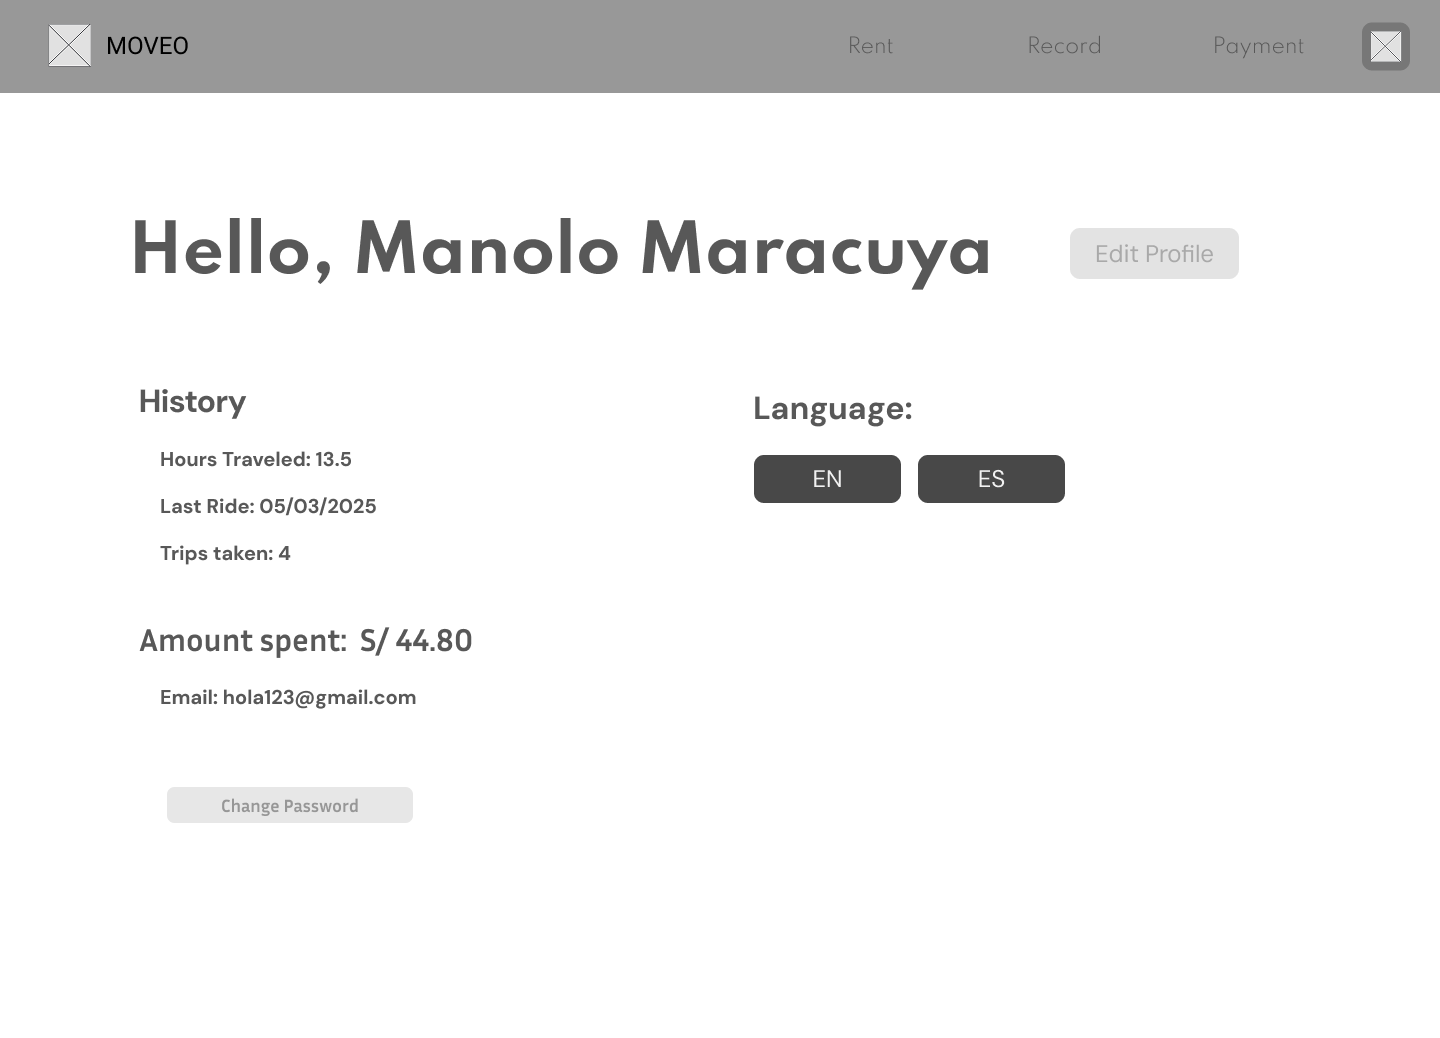 MOVEO
Rent
Record
Payment
Hello, Manolo Maracuya
Edit Profile
History
Hours Traveled: 13.5
Last Ride: 05/03/2025
Trips taken: 4
Amount spent: S/ 44.80
Email: hola123@gmail.com
Change Password
Language:
EN
ES